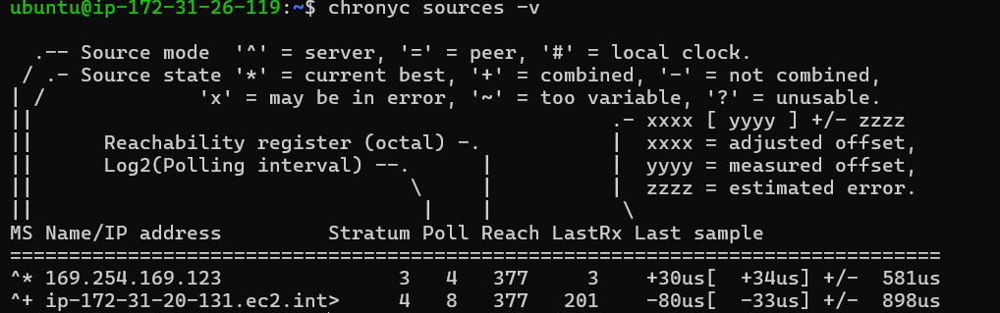 ubuntu@ip-172-31-26-119:~$ chronyc sources -v

  .-- Source mode  '^' = server, '=' = peer, '#' = local clock.
 / .- Source state '*' = current best, '+' = combined, '-' = not combined,
| /             'x' = may be in error, '~' = too variable, '?' = unusable.
||                                                 .- xxxx [ yyyy ] +/- zzzz
||      Reachability register (octal) -.           |  xxxx = adjusted offset,
||      Log2(Polling interval) --.      |          |  yyyy = measured offset,
||                                \     |          |  zzzz = estimated error.
||                                 |    |           \
MS Name/IP address         Stratum Poll Reach LastRx Last sample
===============================================================================
^* 169.254.169.123               3   4   377     3    +30us[  +34us] +/-  581us
^+ ip-172-31-20-131.ec2.int>     4   8   377   201    -80us[  -33us] +/-  898us